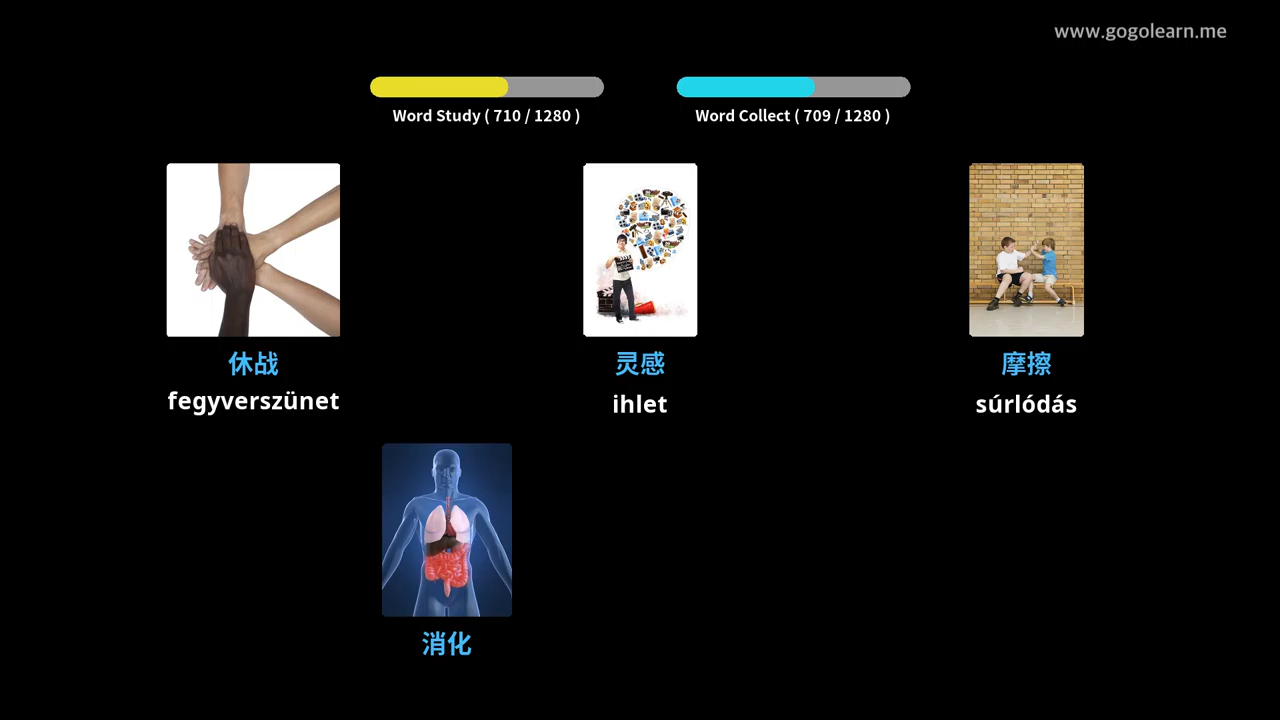 www.gogolearn.me
Word Study ( 710 / 1280 )
Word Collect ( 709 / 1280 )
休战
灵感
摩擦
fegyverszünet
ihlet
súrlódás
消化